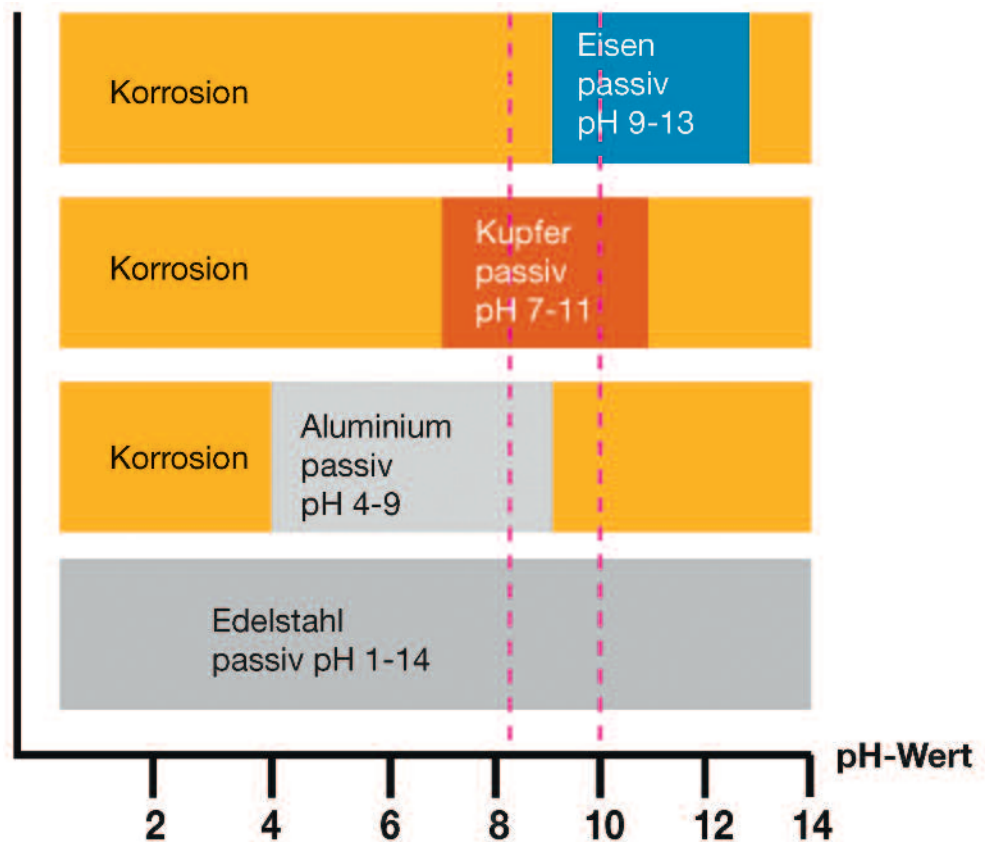 Eisen
passiv
pH 9-13
Korrosion
Kupfer
passiv
pH 7-11
Korrosion
Aluminium
passiv
pH 4-9
Korrosion
Edelstahl
passiv pH 1-14
pH-Wert
2 4 6 8 10 12 14